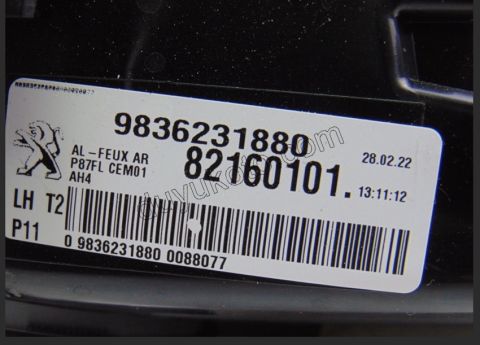 9836231880
AL-FEUX AR
P87FL CEM01
AH4
82160101.
28.02.22
13:11:12
LH T2
P11
0 9836231880 0088077